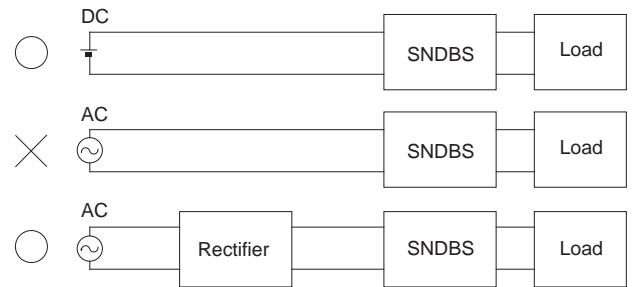 DC
SNDBS Load
AC
SNDBS Load
AC
Rectifier SNDBS Load